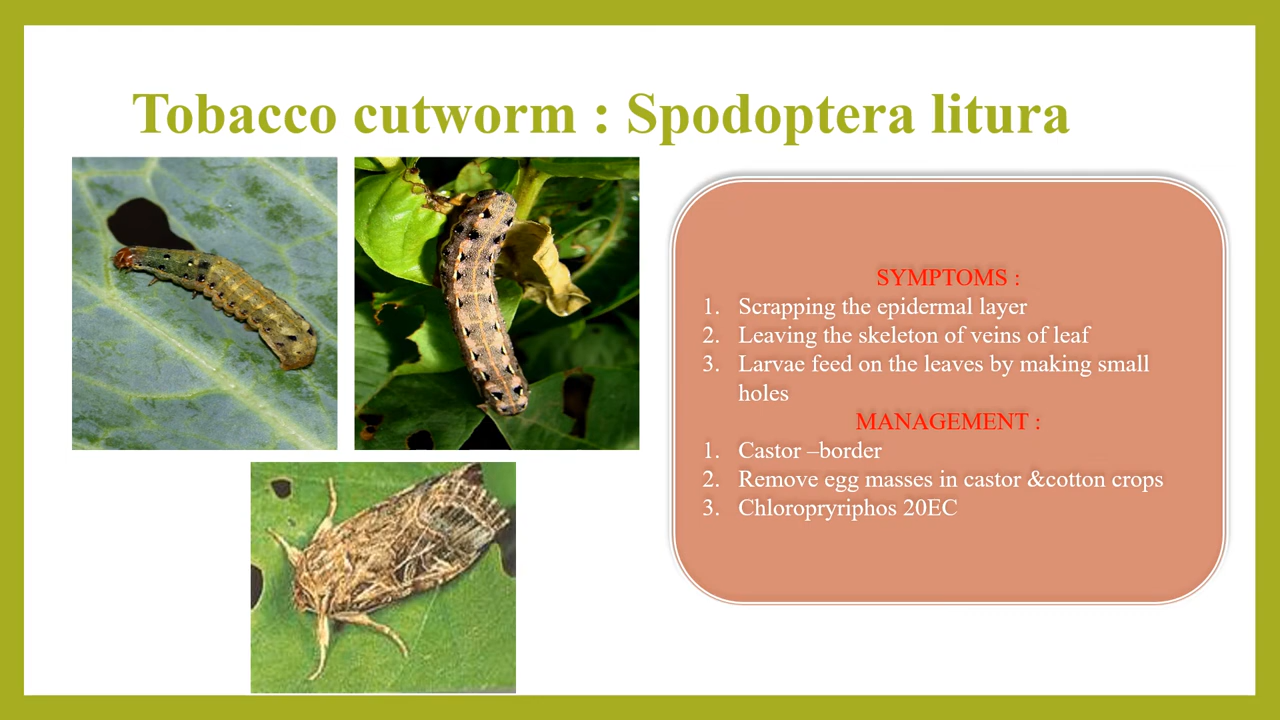 Tobacco cutworm : Spodoptera litura
SYMPTOMS :
1. Scrapping the epidermal layer
2. Leaving the skeleton of veins of leaf
3. Larvae feed on the leaves by making small
holes
MANAGEMENT :
1. Castor –border
2. Remove egg masses in castor &cotton crops
3. Chloropryriphos 20EC